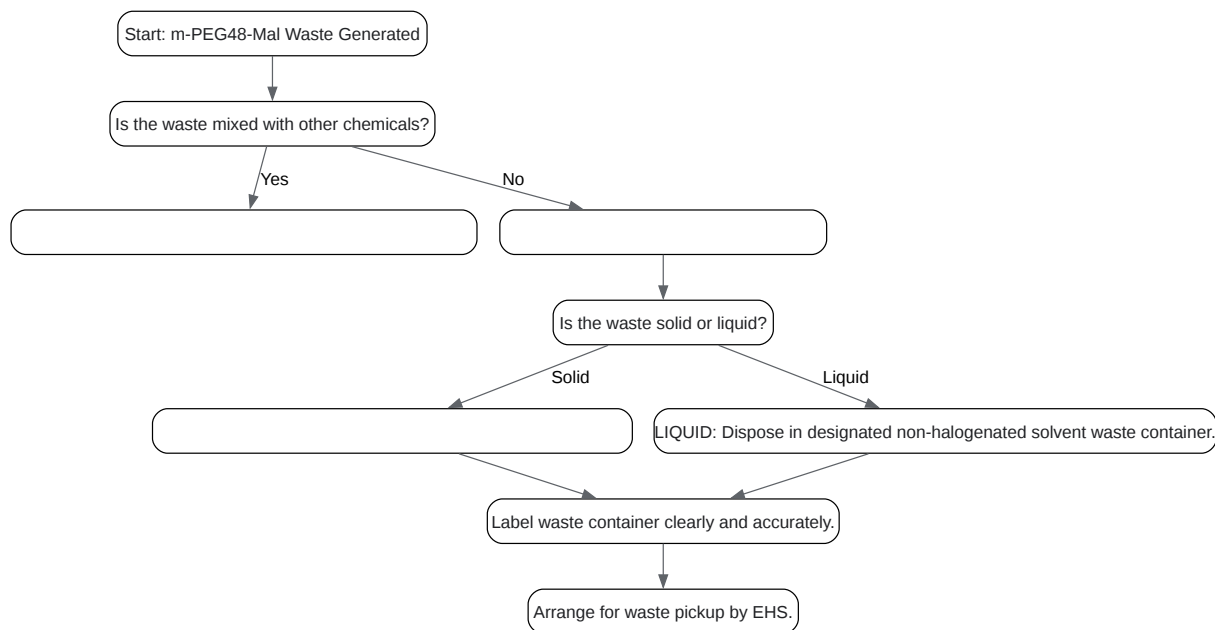 Start: m-PEG48-Mal Waste Generated
Is the waste mixed with other chemicals?
Yes
No
Is the waste solid or liquid?
Solid
Liquid
LIQUID: Dispose in designated non-halogenated solvent waste container.
Label waste container clearly and accurately.
Arrange for waste pickup by EHS.